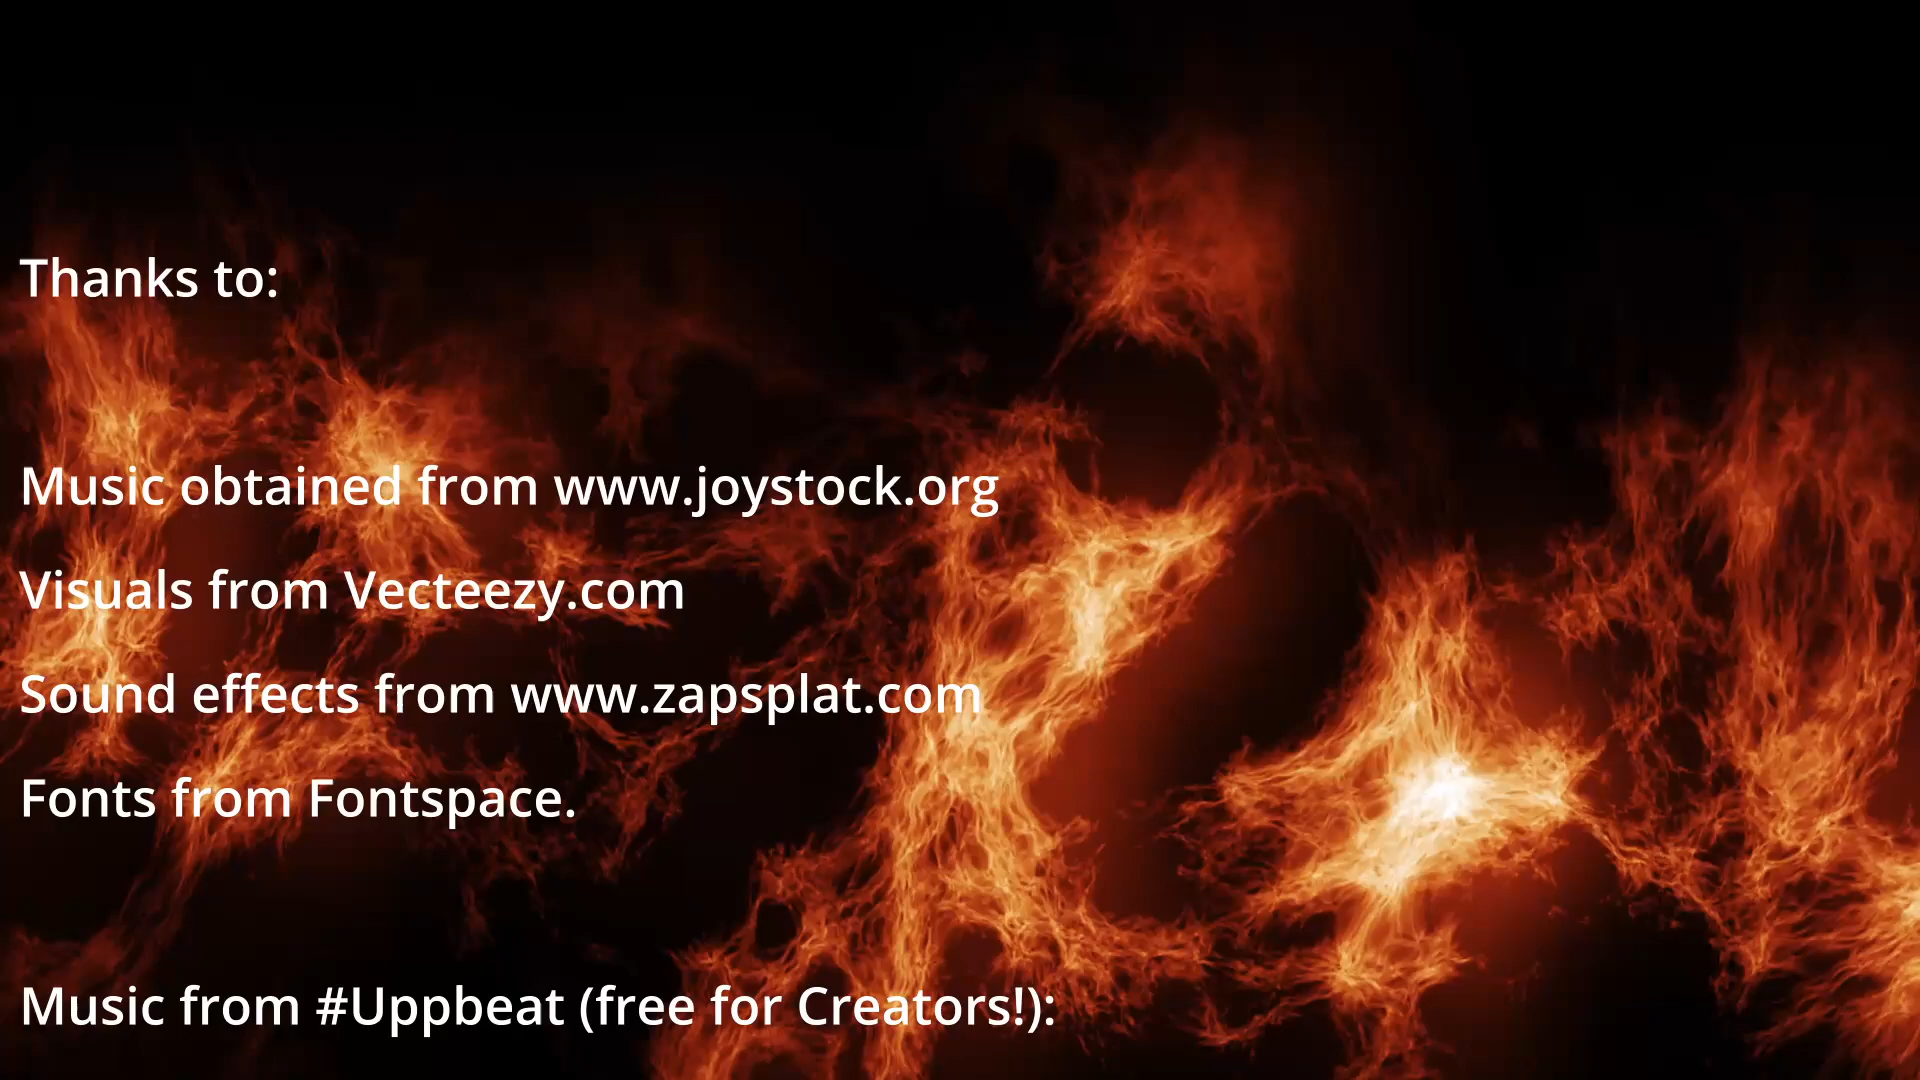 Thanks to:
Music obtained from www.joystock.org
Visuals from Vecteezy.com
Sound effects from www.zapsplat.com
Fonts from Fontspace.
Music from #Uppbeat (free for Creators!):